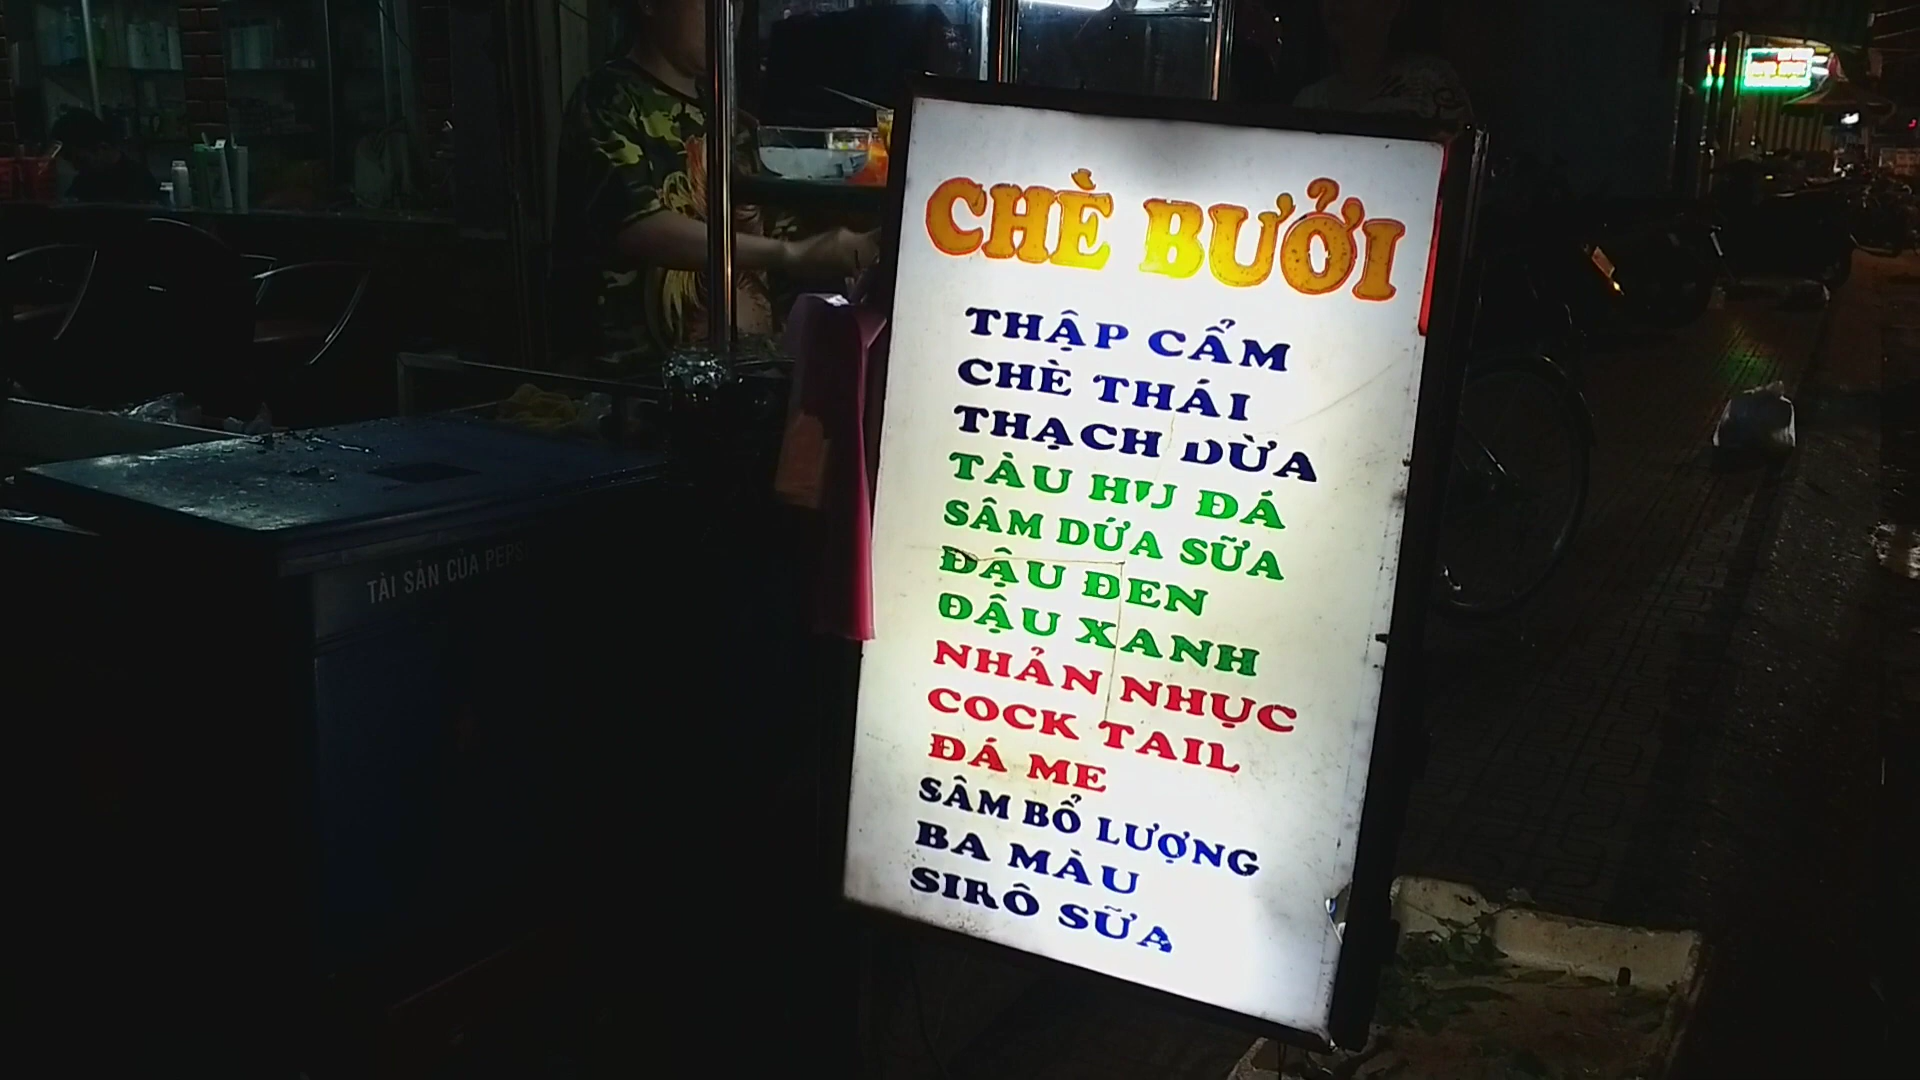 CHÈ BƯỞI
THẬP CẨM
CHÈ THÁI
THẠCH DỪA
TÀU HỦ ĐÁ
SÂM DỨA SỮA
ĐẬU ĐEN
ĐẬU XANH
NHẢN NHỤC
COCK TAIL
ĐÁ ME
SÂM BỔ LƯỢNG
BA MÀU
SIRÔ SỮA
TÀI SẢN CỦA PEPS